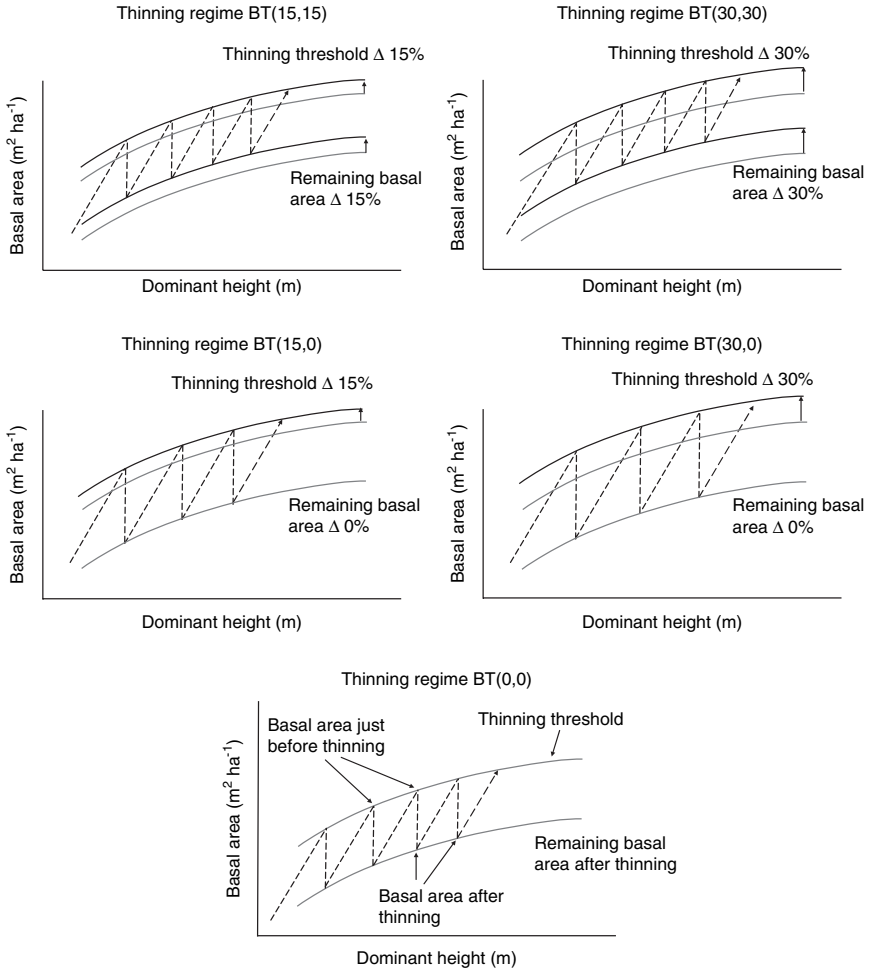 Thinning regime BT(15,15)
Thinning threshold Δ 15%
Basal area (m² ha⁻¹)
Remaining basal
area Δ 15%
Dominant height (m)
Thinning regime BT(30,30)
Thinning threshold Δ 30%
Basal area (m² ha⁻¹)
Remaining basal
area Δ 30%
Dominant height (m)
Thinning regime BT(15,0)
Thinning threshold Δ 15%
Basal area (m² ha⁻¹)
Remaining basal
area Δ 0%
Dominant height (m)
Thinning regime BT(30,0)
Thinning threshold Δ 30%
Basal area (m² ha⁻¹)
Remaining basal
area Δ 0%
Dominant height (m)
Thinning regime BT(0,0)
Basal area just
before thinning
Thinning threshold
Basal area (m² ha⁻¹)
Remaining basal
area after thinning
Basal area after
thinning
Dominant height (m)